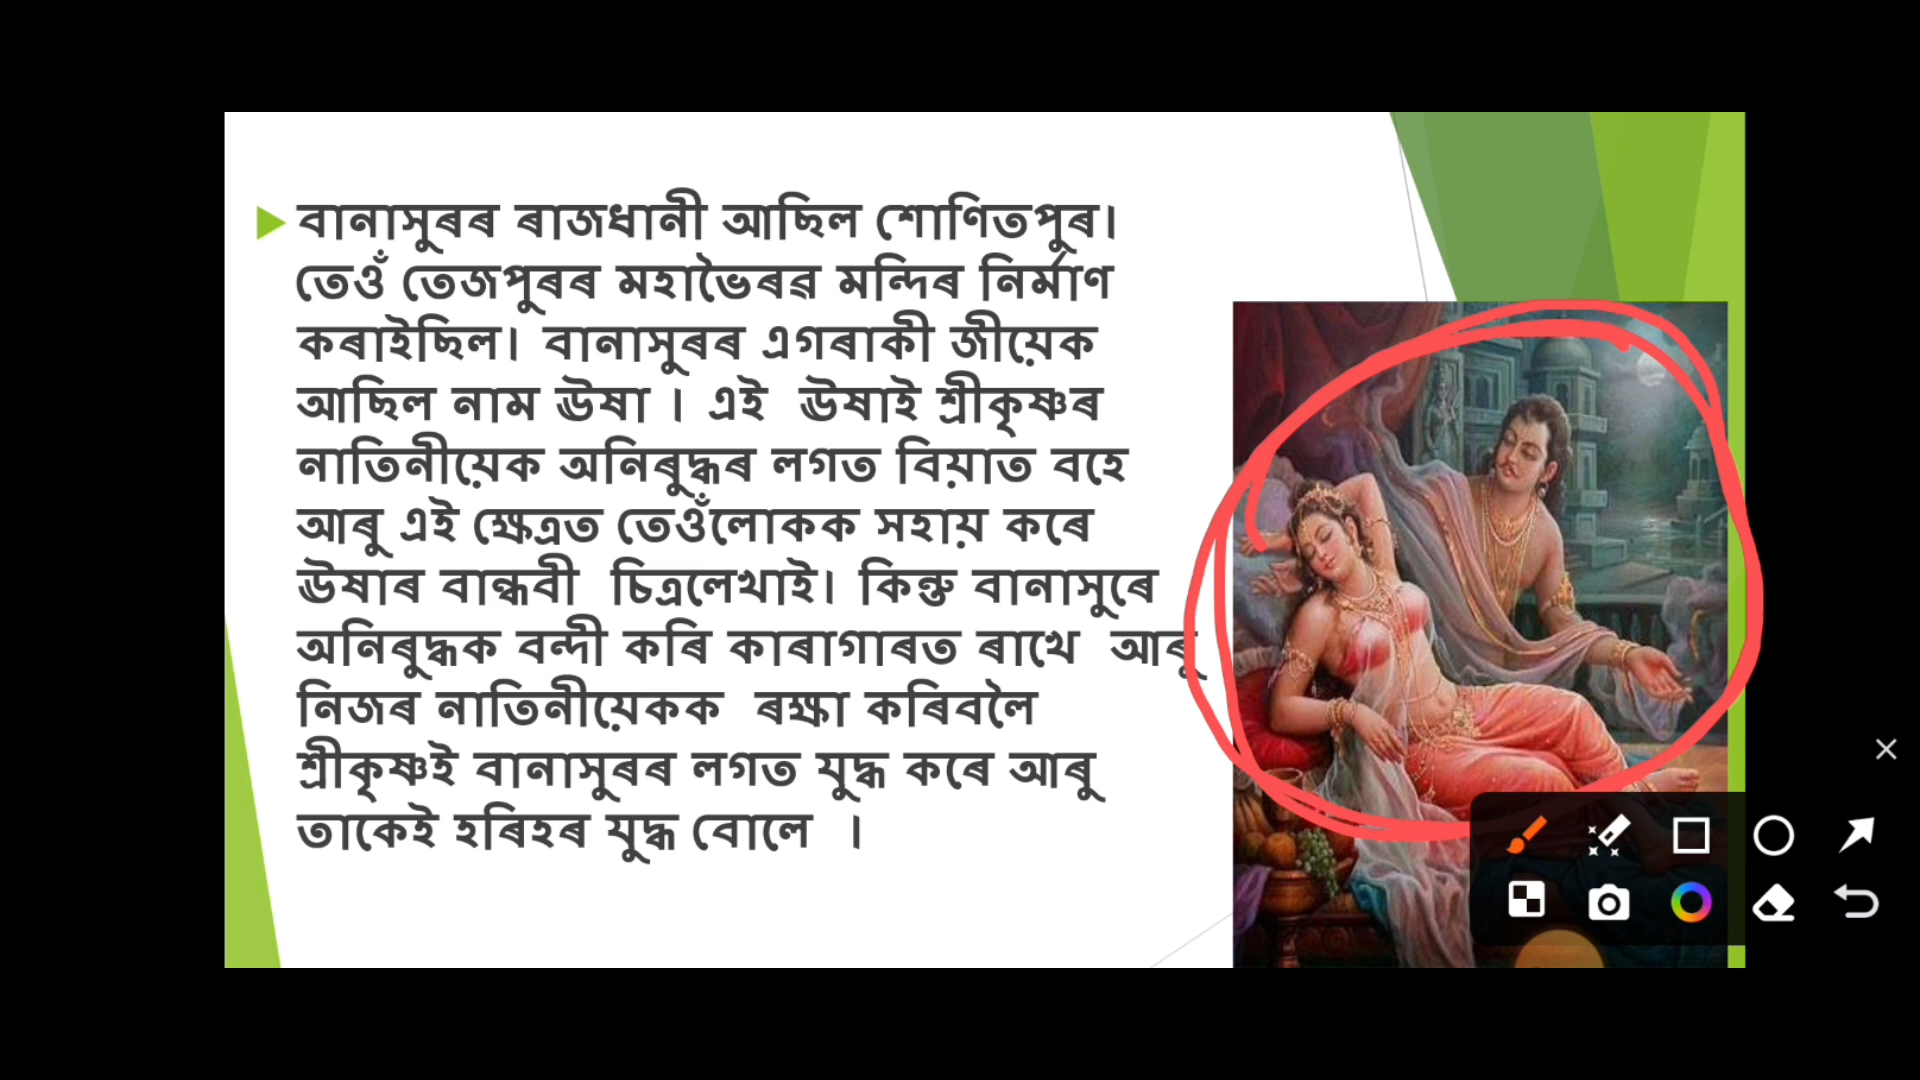 বানাসুৰৰ ৰাজধানী আছিল শোণিতপুৰ।
তেওঁ তেজপুৰৰ মহাভৈৰৱ মন্দিৰ নিৰ্মাণ
কৰাইছিল। বানাসুৰৰ এগৰাকী জীয়েক
আছিল নাম ঊষা । এই ঊষাই শ্ৰীকৃষ্ণৰ
নাতিনীয়েক অনিৰুদ্ধৰ লগত বিয়াত বহে
আৰু এই ক্ষেত্ৰত তেওঁলোকক সহায় কৰে
ঊষাৰ বান্ধবী চিত্ৰলেখাই। কিন্তু বানাসুৰে
অনিৰুদ্ধক বন্দী কৰি কাৰাগাৰত ৰাখে আৰু
নিজৰ নাতিনীয়েকক ৰক্ষা কৰিবলৈ
শ্ৰীকৃষ্ণই বানাসুৰৰ লগত যুদ্ধ কৰে আৰু
তাকেই হৰিহৰ যুদ্ধ বোলে ।